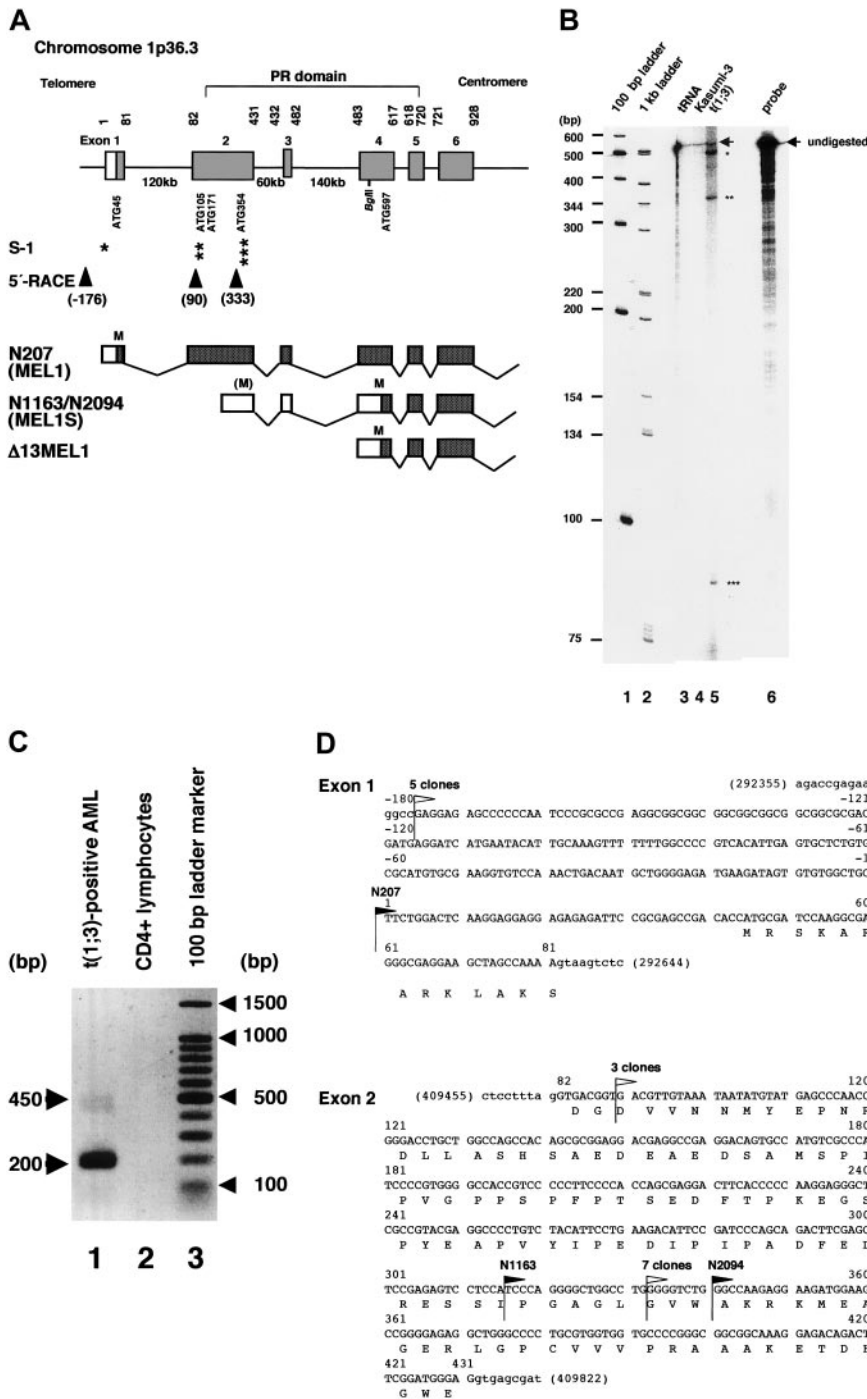 A
Chromosome 1p36.3
Telomere
PR domain
Centromere
1
81
82
431
432
482
483
617
618
720
721
928
Exon 1
2
3
4
5
6
120kb
60kb
140kb
ATG45
ATG105
ATG171
ATG354
BglII
ATG597
S-1
*
**
***
5´-RACE
(-176)
(90)
(333)
M
N207
(MEL1)
(M)
M
N1163/N2094
(MEL1S)
M
Δ13MEL1
B
100 bp ladder
1 kb ladder
tRNA
Kasumi-3
t(1;3)
probe
(bp)
600
500
400
344
300
220
200
154
134
100
75
undigested
*
**
***
1 2 3 4 5 6
C
t(1;3)-positive AML
CD4+ lymphocytes
100 bp ladder marker
(bp)
(bp)
450
200
1500
1000
500
100
1 2 3
D
Exon 1
5 clones
(292355) agaccgagaa
-180 -121
ggccGAGGAG AGCCCCCCAA TCCCGCGCCG AGGCGGCGGC GGCGGCGGCG GCGGCGCGAG
-120 -61
GATGAGGATC ATGAATACAT TGCAAAGTTT TTTTGGCCCC GTCACATTGA GTGCTCTGTG
-60 -1
CGCATGTGCG AAGGTGTCCA AACTGACAAT GCTGGGGAGA TGAAGATAGT GTGTGGCTGC
N207
1 60
TTCTGGACTC AAGGAGGAGG AGAGAGATTC CGCGAGCCGA CACCATGCGA TCCAAGGCGA
M R S K A R
61 81
GGGCGAGGAA GCTAGCCAAA Agtaagtctc (292644)
A R K L A K S
Exon 2
3 clones
82 120
(409455) ctcctttta gGTGACGGTG ACGTTGTAAA TAATATGTAT GAGCCCAACC
D G D V V N N M Y E P N R
121 180
GGGACCTGCT GGCCAGCCAC AGCGCGGAGG ACGAGGCCGA GGACAGTGCC ATGTCGCCCA
D L L A S H S A E D E A E D S A M S P I
181 240
TCCCCGTGGG GCCACCGTCC CCCTTCCCCA CCAGCGAGGA CTTCACCCCC AAGGAGGGCT
P V G P P S P F P T S E D F T P K E G S
241 300
CGCCGTACGA GGCCCCTGTC TACATTCCTG AAGACATTCC GATCCCAGCA GACTTCGAGC
P Y E A P V Y I P E D I P I P A D F E L
N1163
7 clones
N2094
301 360
TCCGAGAGTC CTCCATCCCA GGGGCTGGCC TGGGGGTCTG GGCCAAGAGG AAGATGGAAG
R E S S I P G A G L G V W A K R K M E A
361 420
CCGGGGAGAG GCTGGGCCCC TGCGTGGTGG TGCCCCGGGC GGCGGCAAAG GAGACAGACT
G E R L G P C V V V P R A A A K E T D F
421 431
TCGGATGGGA Ggtgagcgat (409822)
G W E